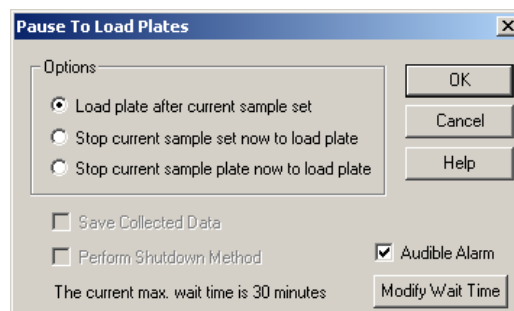 Pause To Load Plates
Options
Load plate after current sample set
Stop current sample set now to load plate
Stop current sample plate now to load plate
OK
Cancel
Help
Save Collected Data
Perform Shutdown Method
Audible Alarm
The current max. wait time is 30 minutes
Modify Wait Time